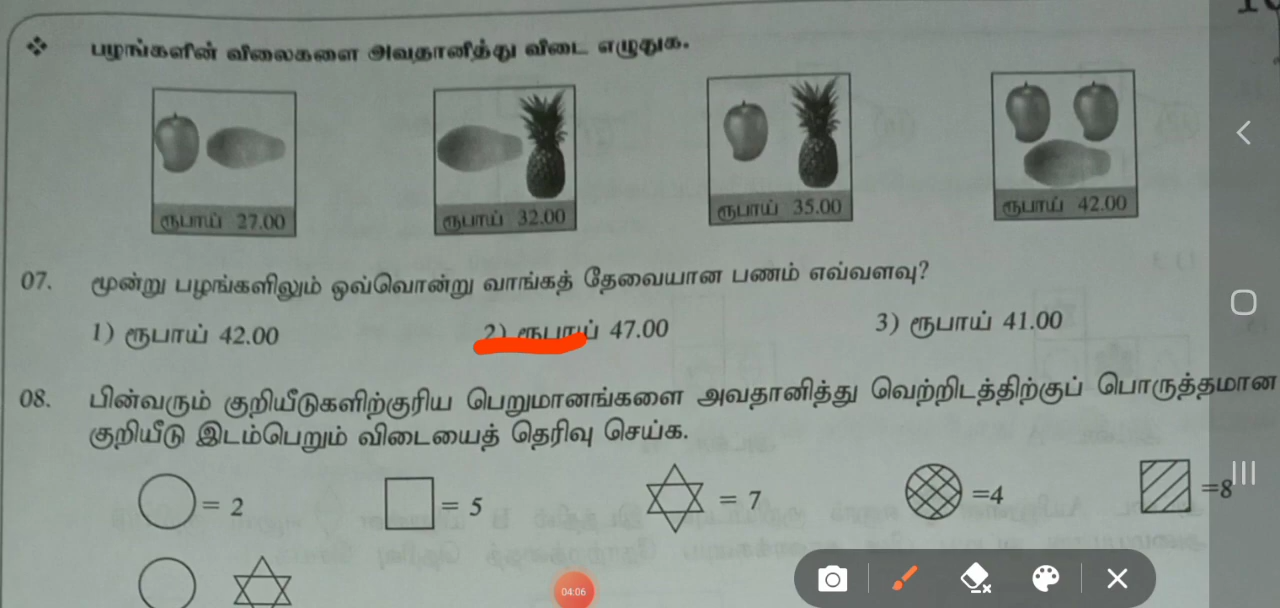 பழங்களின் விலைகளை அவதானித்து விடை எழுதுக.
ரூபாய் 27.00
ரூபாய் 32.00
ரூபாய் 35.00
ரூபாய் 42.00
07. மூன்று பழங்களிலும் ஒவ்வொன்று வாங்கத் தேவையான பணம் எவ்வளவு?
1) ரூபாய் 42.00 2) ரூபாய் 47.00 3) ரூபாய் 41.00
08. பின்வரும் குறியீடுகளிற்குரிய பெறுமானங்களை அவதானித்து வெற்றிடத்திற்குப் பொருத்தமான
குறியீடு இடம்பெறும் விடையைத் தெரிவு செய்க.
= 2 = 5 = 7 =4 =8
04:06